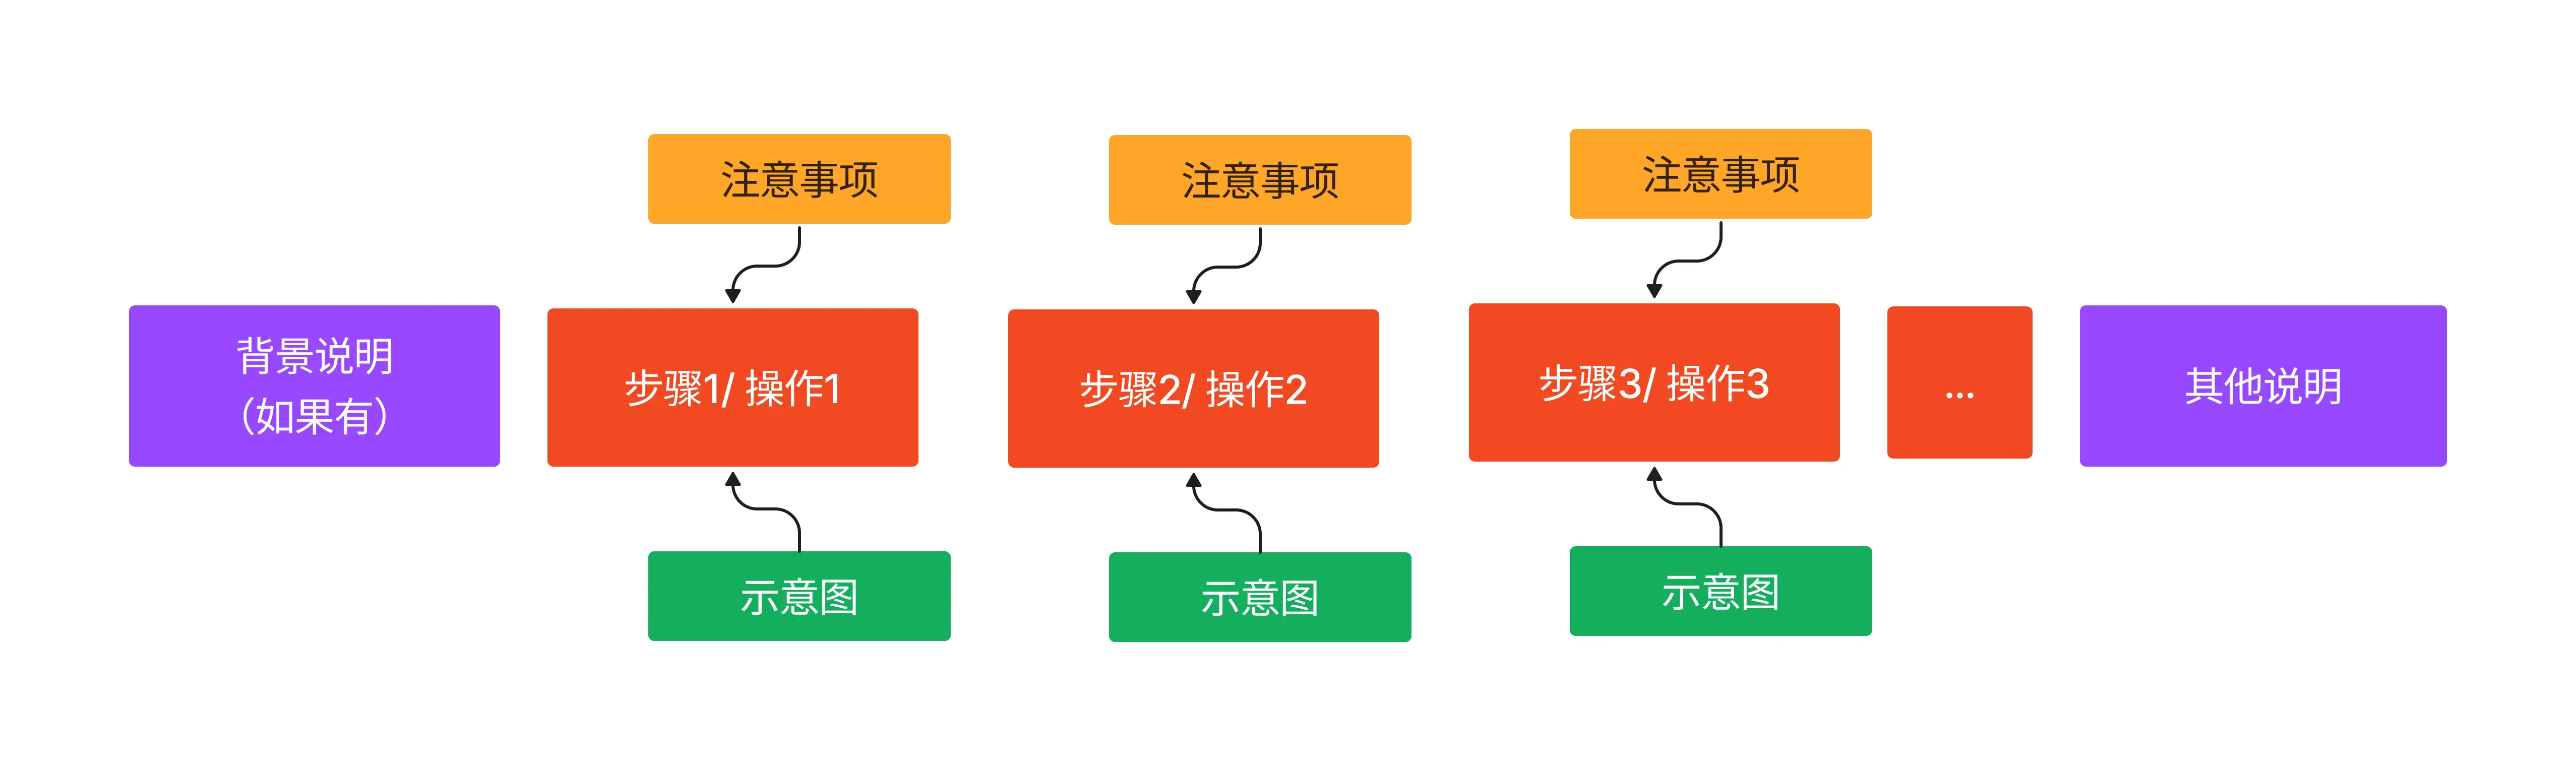 注意事项
注意事项
注意事项
背景说明
（如果有）
步骤1/ 操作1
步骤2/ 操作2
步骤3/ 操作3
...
其他说明
示意图
示意图
示意图